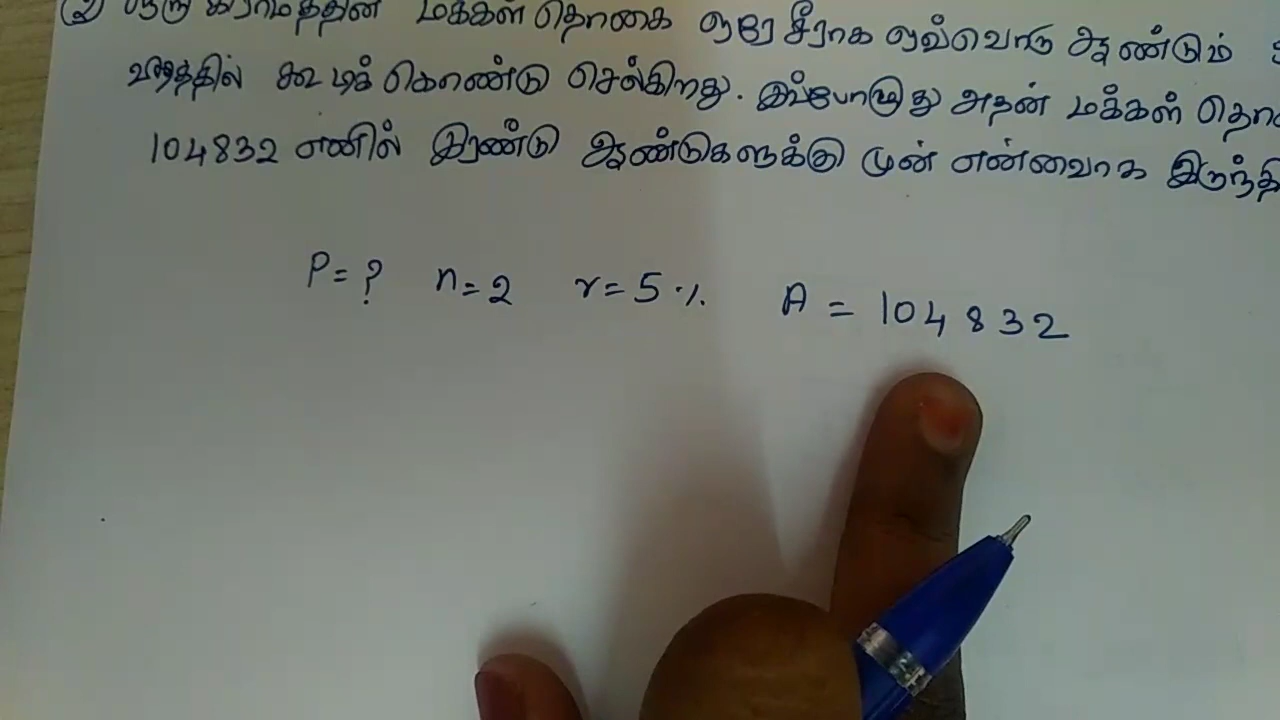 (2) ஒரு கிராமத்தின் மக்கள் தொகை ஒரே சீராக ஒவ்வொரு ஆண்டும்
வீதத்தில் கூடிக் கொண்டு செல்கிறது. இப்போழுது அதன் மக்கள் தொ
104832 எனில் இரண்டு ஆண்டுகளுக்கு முன் என்னவாக இருந்தி
P = ? n = 2 r = 5 % A = 104832